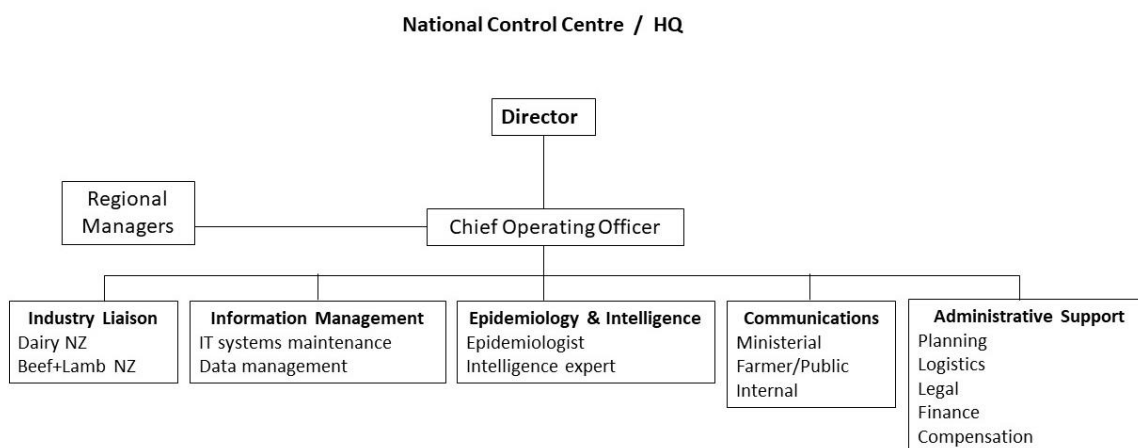 National Control Centre / HQ
Director
Regional
Managers
Chief Operating Officer
Industry Liaison
Dairy NZ
Beef+Lamb NZ
Information Management
IT systems maintenance
Data management
Epidemiology & Intelligence
Epidemiologist
Intelligence expert
Communications
Ministerial
Farmer/Public
Internal
Administrative Support
Planning
Logistics
Legal
Finance
Compensation